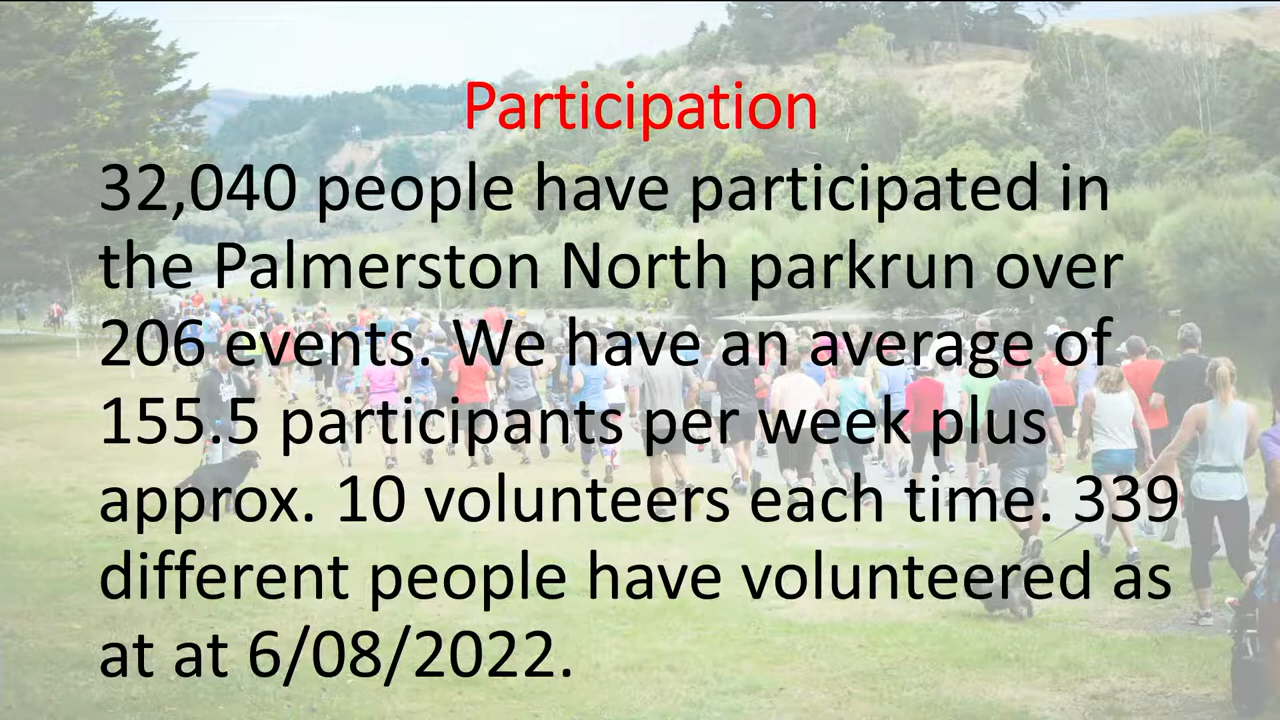 Participation
32,040 people have participated in
the Palmerston North parkrun over
206 events. We have an average of
155.5 participants per week plus
approx. 10 volunteers each time. 339
different people have volunteered as
at at 6/08/2022.